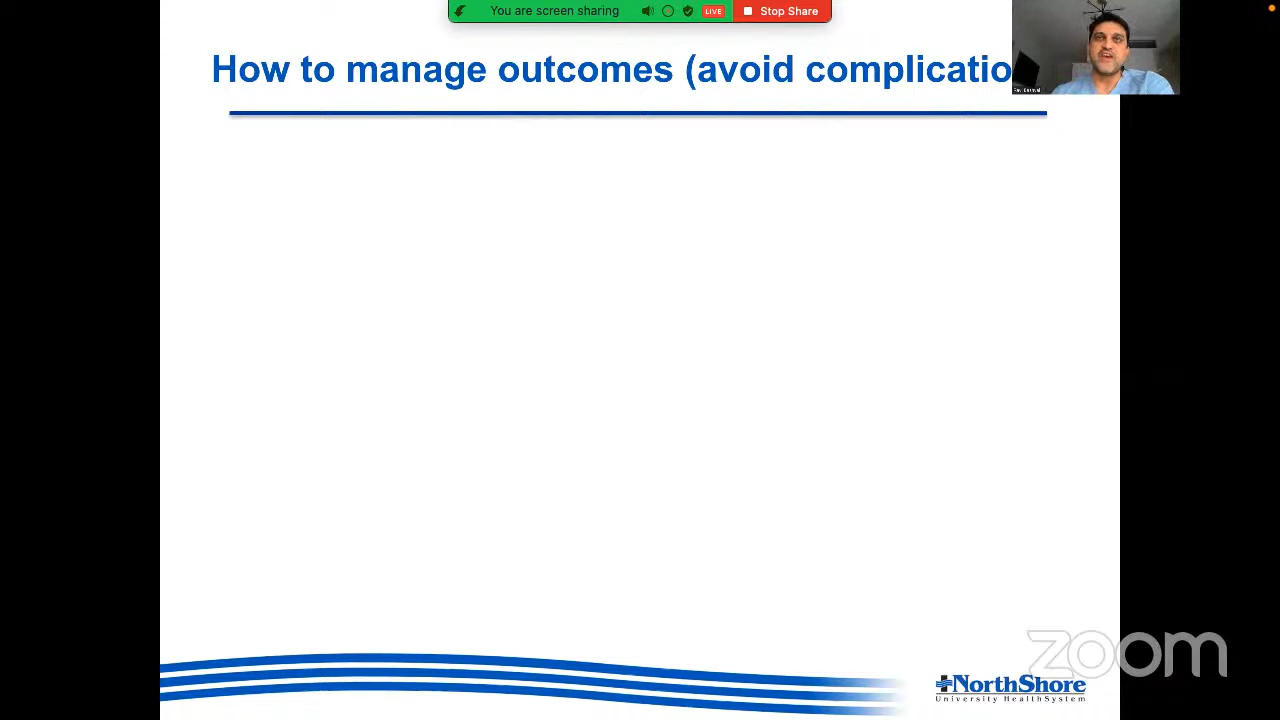 You are screen sharing
LIVE
Stop Share
How to manage outcomes (avoid complicatio
zoom
NorthShore
University HealthSystem